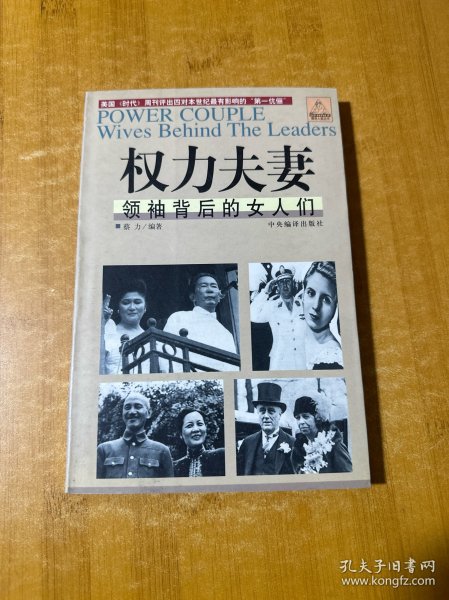 美国《时代》周刊评出四对本世纪最有影响的“第一伉俪”
POWER COUPLE
Wives Behind The Leaders
权力夫妻
领袖背后的女人们
■蔡 力/编著
中央编译出版社
孔夫子旧书网
www.kongfz.com